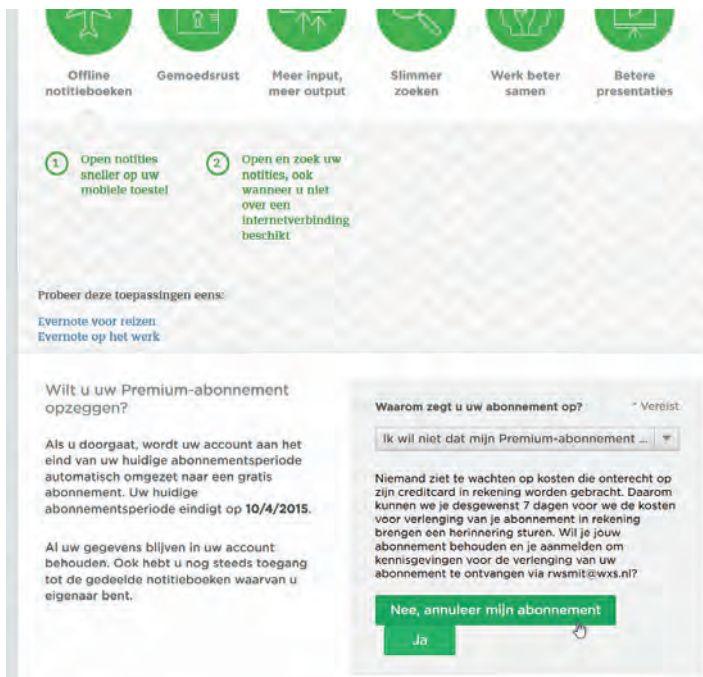 Offline
notitieboeken
Gemoedsrust
Meer input,
meer output
Slimmer
zoeken
Werk beter
samen
Betere
presentaties
1
Open notities
sneller op uw
mobiele toestel
2
Open en zoek uw
notities, ook
wanneer u niet
over een
internetverbinding
beschikt
Probeer deze toepassingen eens:
Evernote voor reizen
Evernote op het werk
Wilt u uw Premium-abonnement
opzeggen?
Als u doorgaat, wordt uw account aan het
eind van uw huidige abonnementsperiode
automatisch omgezet naar een gratis
abonnement. Uw huidige
abonnementsperiode eindigt op 10/4/2015.
Al uw gegevens blijven in uw account
behouden. Ook hebt u nog steeds toegang
tot de gedeelde notitieboeken waarvan u
eigenaar bent.
Waarom zegt u uw abonnement op? * Vereist
Ik wil niet dat mijn Premium-abonnement ...
Niemand ziet te wachten op kosten die onterecht op
zijn creditcard in rekening worden gebracht. Daarom
kunnen we je desgewenst 7 dagen voor we de kosten
voor verlenging van je abonnement in rekening
brengen een herinnering sturen. Wil je jouw
abonnement behouden en je aanmelden om
kennisgevingen voor de verlenging van uw
abonnement te ontvangen via rwsmit@wxs.nl?
Nee, annuleer mijn abonnement
Ja